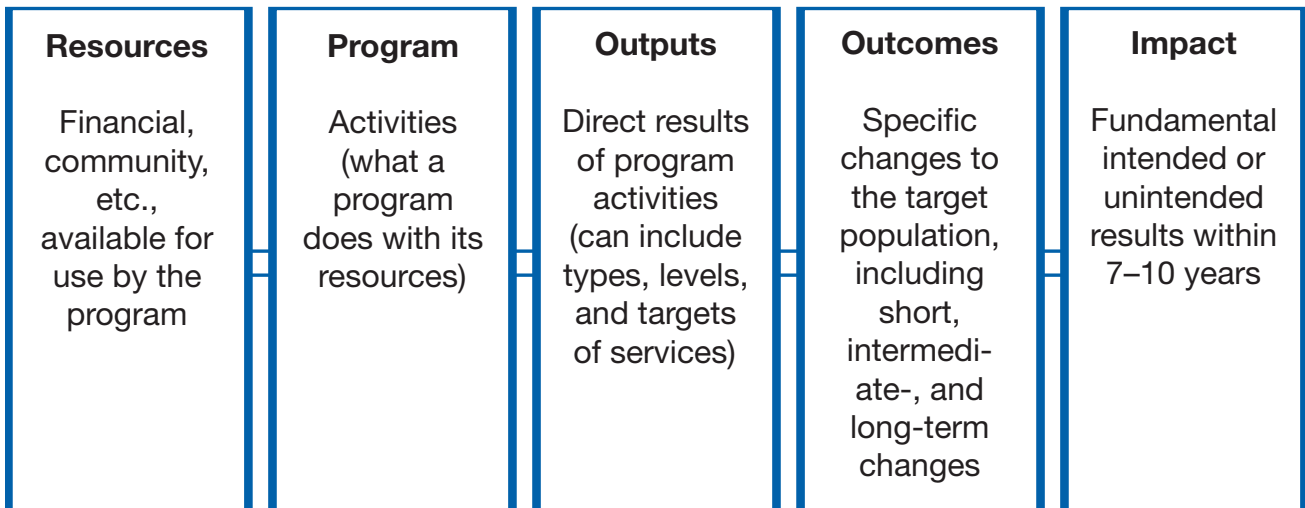 Resources
Financial,
community,
etc.,
available for
use by the
program
Program
Activities
(what a
program
does with its
resources)
Outputs
Direct results
of program
activities
(can include
types, levels,
and targets
of services)
Outcomes
Specific
changes to
the target
population,
including
short,
intermedi-
ate-, and
long-term
changes
Impact
Fundamental
intended or
unintended
results within
7–10 years